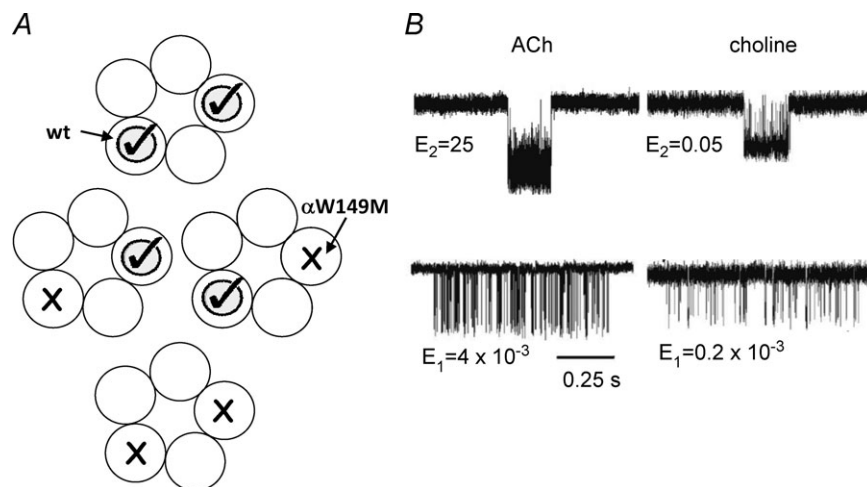 A
B
ACh
choline
wt
E₂=25
E₂=0.05
αW149M
E₁=4 x 10⁻³
E₁=0.2 x 10⁻³
0.25 s